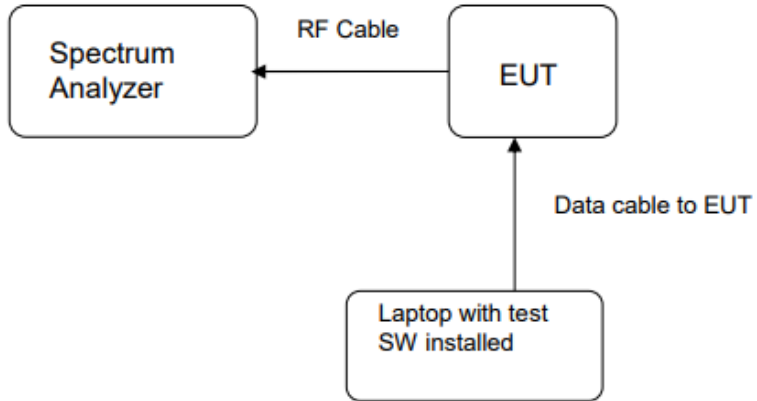 RF Cable
Spectrum
Analyzer
EUT
Data cable to EUT
Laptop with test
SW installed